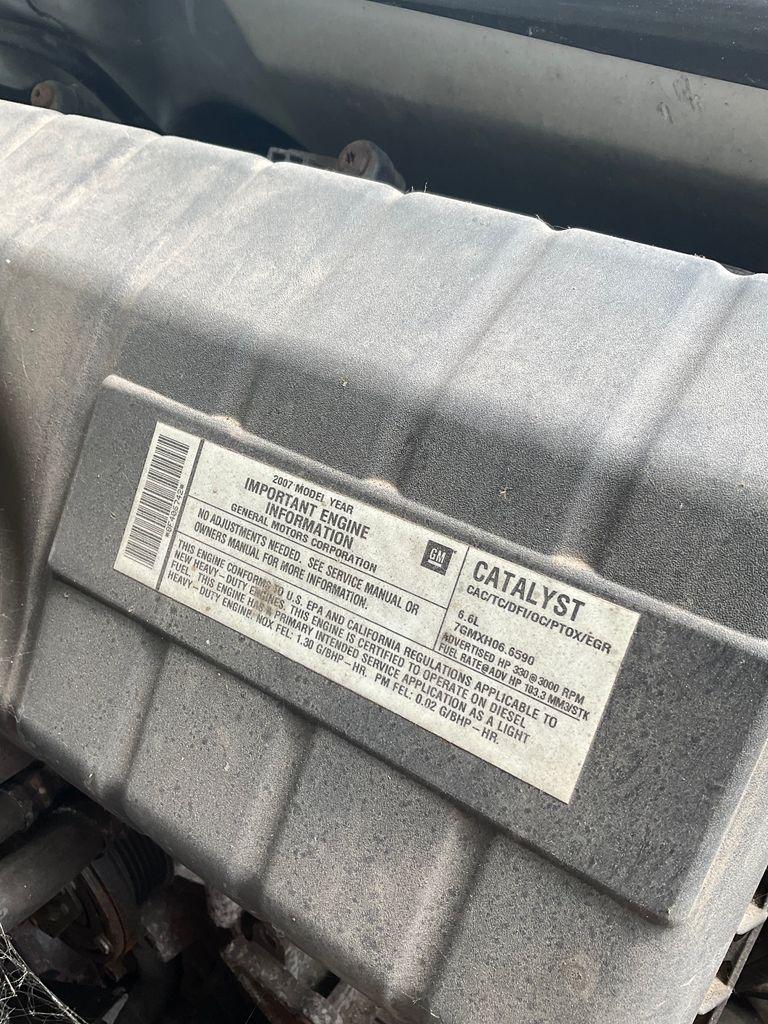 *BF406742*
2007 MODEL YEAR
IMPORTANT ENGINE
INFORMATION
GENERAL MOTORS CORPORATION
GM
NO ADJUSTMENTS NEEDED. SEE SERVICE MANUAL OR
OWNERS MANUAL FOR MORE INFORMATION.
CATALYST
CAC/TC/DFI/OC/PTOX/EGR
6.6L
7GMXH06.6590
ADVERTISED HP 330@3000 RPM
FUEL RATE@ADV HP 103.3 MM3/STK
THIS ENGINE CONFORMS TO U.S. EPA AND CALIFORNIA REGULATIONS APPLICABLE TO
NEW HEAVY-DUTY ENGINES. THIS ENGINE IS CERTIFIED TO OPERATE ON DIESEL
FUEL. THIS ENGINE HAS A PRIMARY INTENDED SERVICE APPLICATION AS A LIGHT
HEAVY-DUTY ENGINE. NOX FEL: 1.30 G/BHP-HR. PM FEL: 0.02 G/BHP-HR.